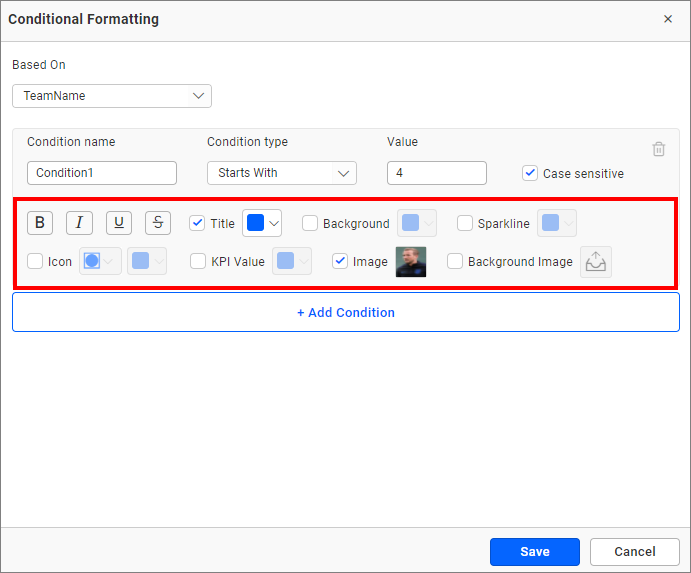 Conditional Formatting
Based On
TeamName
Condition name Condition type Value
Condition1 Starts With 4 Case sensitive
B I U S Title Background Sparkline
Icon KPI Value Image Background Image
+ Add Condition
Save Cancel